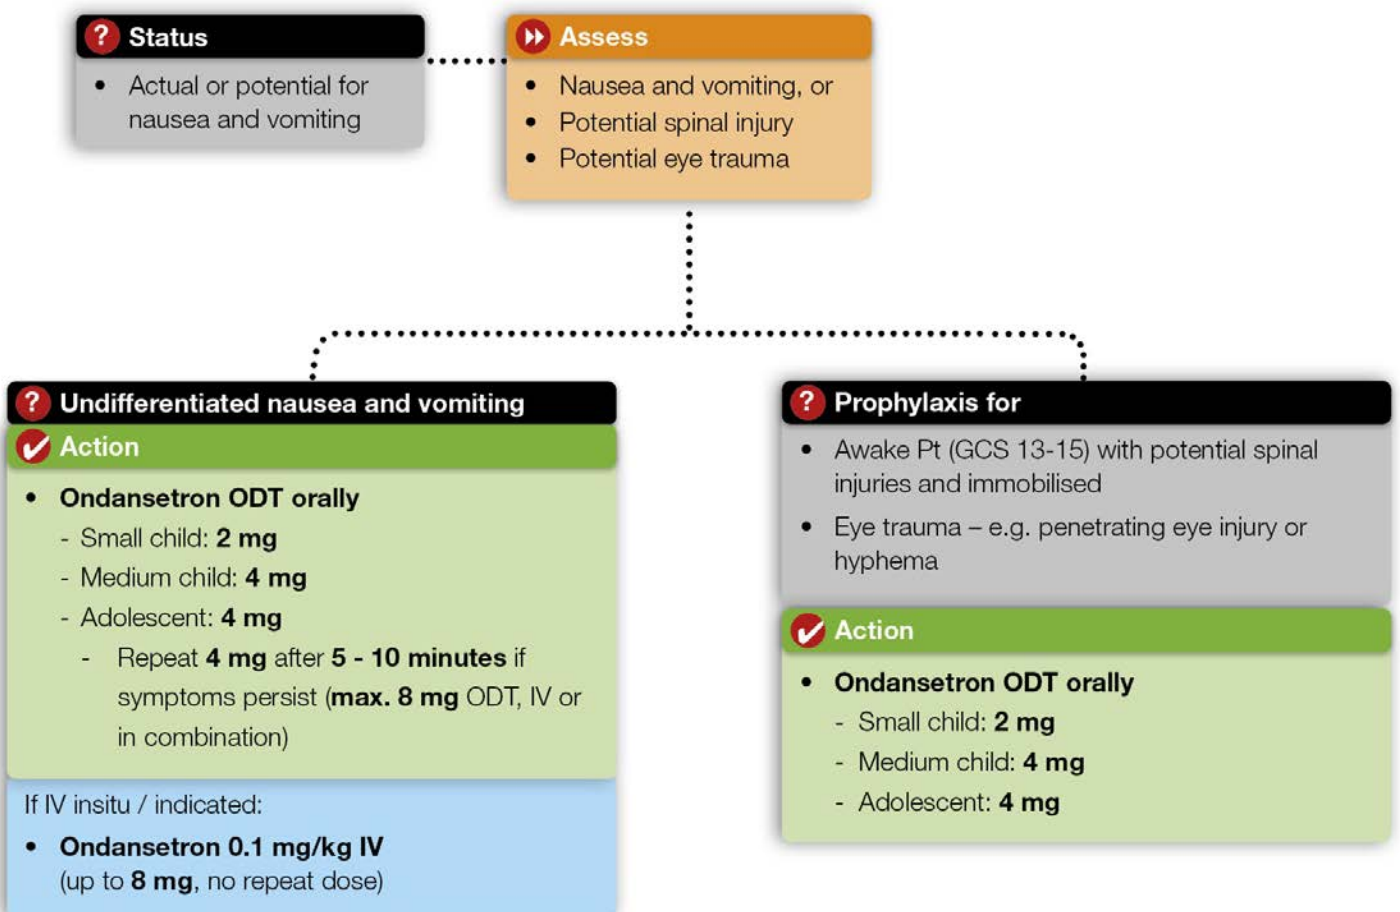 ? Status
• Actual or potential for
nausea and vomiting
Assess
• Nausea and vomiting, or
• Potential spinal injury
• Potential eye trauma
? Undifferentiated nausea and vomiting
Action
• Ondansetron ODT orally
- Small child: 2 mg
- Medium child: 4 mg
- Adolescent: 4 mg
- Repeat 4 mg after 5 - 10 minutes if
symptoms persist (max. 8 mg ODT, IV or
in combination)
If IV insitu / indicated:
• Ondansetron 0.1 mg/kg IV
(up to 8 mg, no repeat dose)
? Prophylaxis for
• Awake Pt (GCS 13-15) with potential spinal
injuries and immobilised
• Eye trauma – e.g. penetrating eye injury or
hyphema
Action
• Ondansetron ODT orally
- Small child: 2 mg
- Medium child: 4 mg
- Adolescent: 4 mg